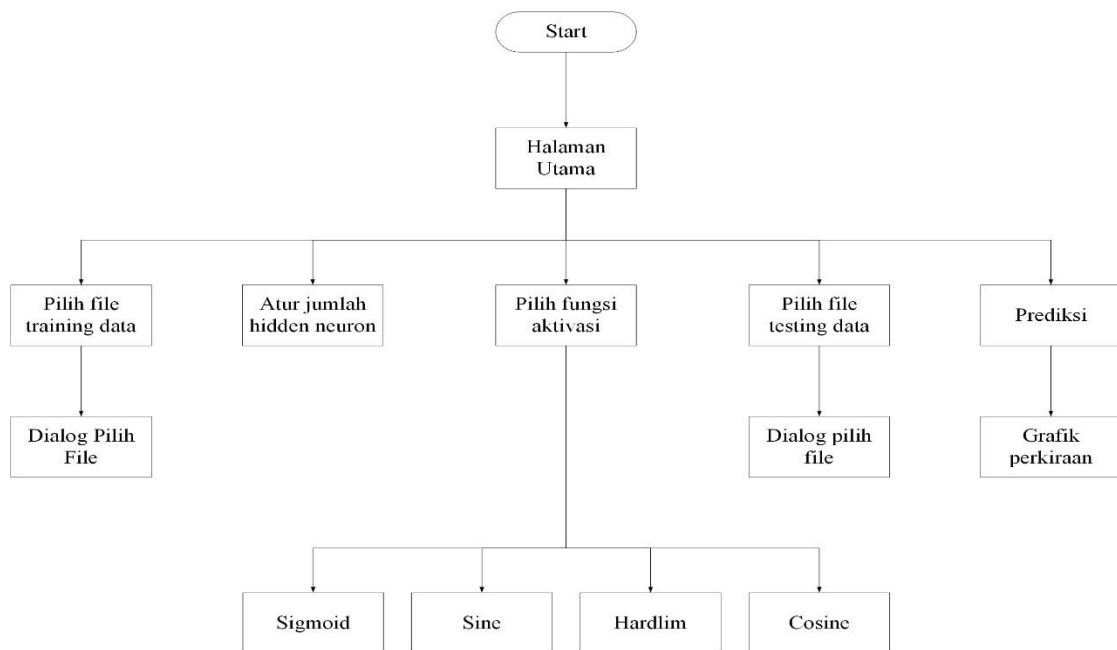 Start
Halaman
Utama
Pilih file
training data
Atur jumlah
hidden neuron
Pilih fungsi
aktivasi
Pilih file
testing data
Prediksi
Dialog Pilih
File
Dialog pilih
file
Grafik
perkiraan
Sigmoid
Sine
Hardlim
Cosine